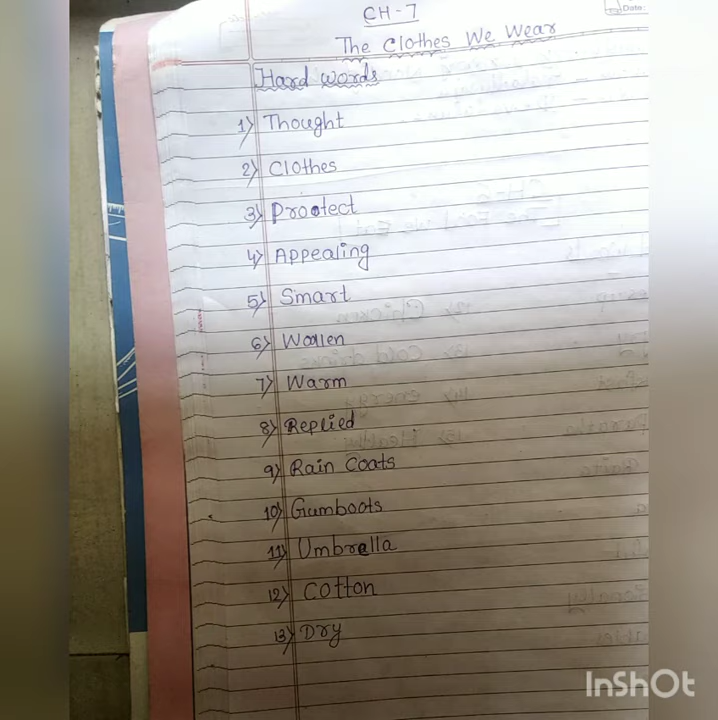 CH-7
Date:
The Clothes We Wear
Hard words
1) Thought
2) Clothes
3) Protect
4) Appealing
5) Smart
6) Woolen
7) Warm
8) Replied
9) Rain Coats
10) Gumboots
11) Umbrella
12) Cotton
13) Dry
InShOt